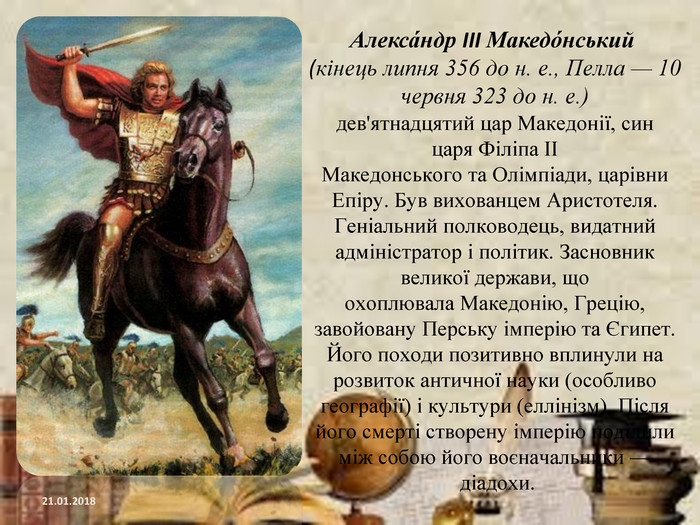 Алекса́ндр III Македо́нський
(кінець липня 356 до н. е., Пелла — 10
червня 323 до н. е.)
дев'ятнадцятий цар Македонії, син
царя Філіпа II
Македонського та Олімпіади, царівни
Епіру. Був вихованцем Аристотеля.
Геніальний полководець, видатний
адміністратор і політик. Засновник
великої держави, що
охоплювала Македонію, Грецію,
завойовану Перську імперію та Єгипет.
Його походи позитивно вплинули на
розвиток античної науки (особливо
географії) і культури (еллінізм). Після
його смерті створену імперію поділили
між собою його воєначальники —
діадохи.
21.01.2018